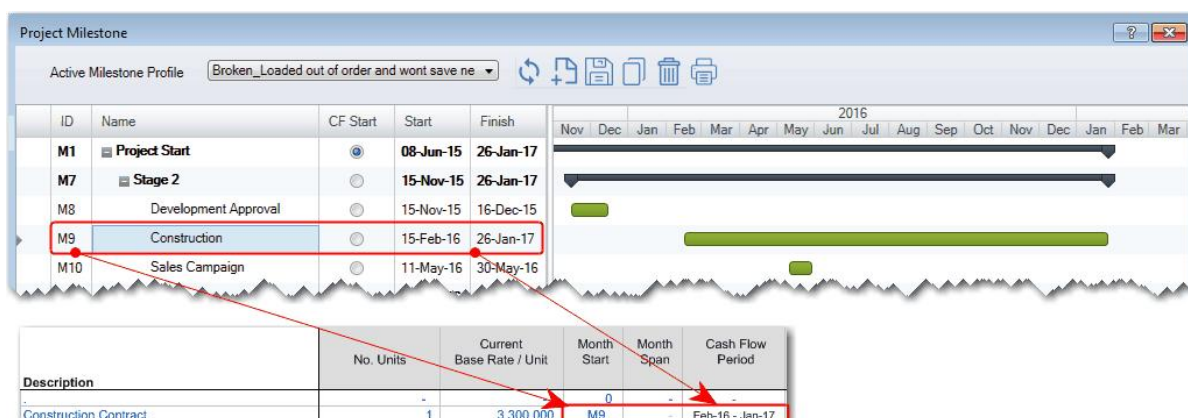 Project Milestone
Active Milestone Profile Broken_Loaded out of order and wont save ne
2016
ID Name CF Start Start Finish Nov Dec Jan Feb Mar Apr May Jun Jul Aug Sep Oct Nov Dec Jan Feb Mar
M1 Project Start 08-Jun-15 26-Jan-17
M7 Stage 2 15-Nov-15 26-Jan-17
M8 Development Approval 15-Nov-15 16-Dec-15
M9 Construction 15-Feb-16 26-Jan-17
M10 Sales Campaign 11-May-16 30-May-16
Current Month Month Cash Flow
No. Units Base Rate / Unit Start Span Period
Description
. - - 0 - -
Construction Contract 1 3,300,000 M9 - Feb-16 - Jan-17